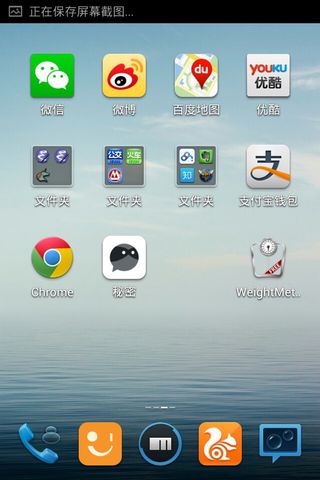 正在保存屏幕截图...
YOUKU
du
优酷
微信
微博
百度地图
优酷
公交
火车
知
支
文件夹
文件夹
文件夹
支付宝钱包
FREE
Chrome
秘密
WeightMet..